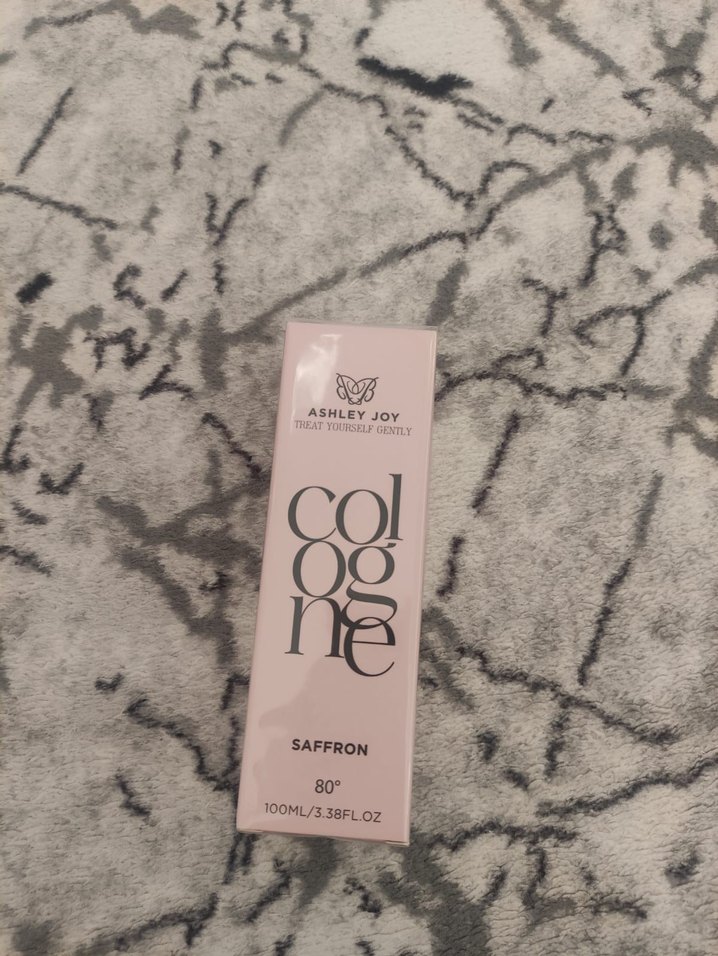 ASHLEY JOY
TREAT YOURSELF GENTLY
col
og
ne
SAFFRON
80°
100ML/3.38FL.OZ